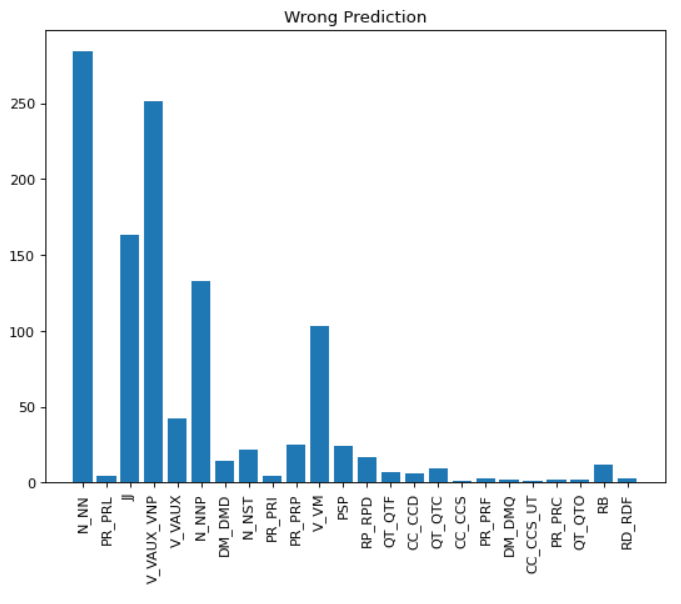 Wrong Prediction
250
200
150
100
50
0
N_NN
PR_PRL
JJ
V_VAUX_VNP
V_VAUX
N_NNP
DM_DMD
N_NST
PR_PRI
PR_PRP
V_VM
PSP
RP_RPD
QT_QTF
CC_CCD
QT_QTC
CC_CCS
PR_PRF
DM_DMQ
CC_CCS_UT
PR_PRC
QT_QTO
RB
RD_RDF